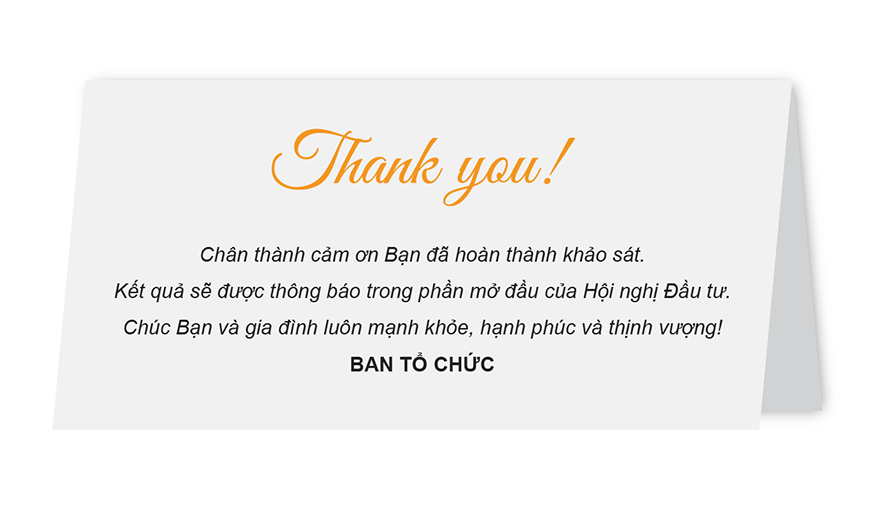 Thank you!
Chân thành cảm ơn Bạn đã hoàn thành khảo sát.
Kết quả sẽ được thông báo trong phần mở đầu của Hội nghị Đầu tư.
Chúc Bạn và gia đình luôn mạnh khỏe, hạnh phúc và thịnh vượng!
BAN TỔ CHỨC